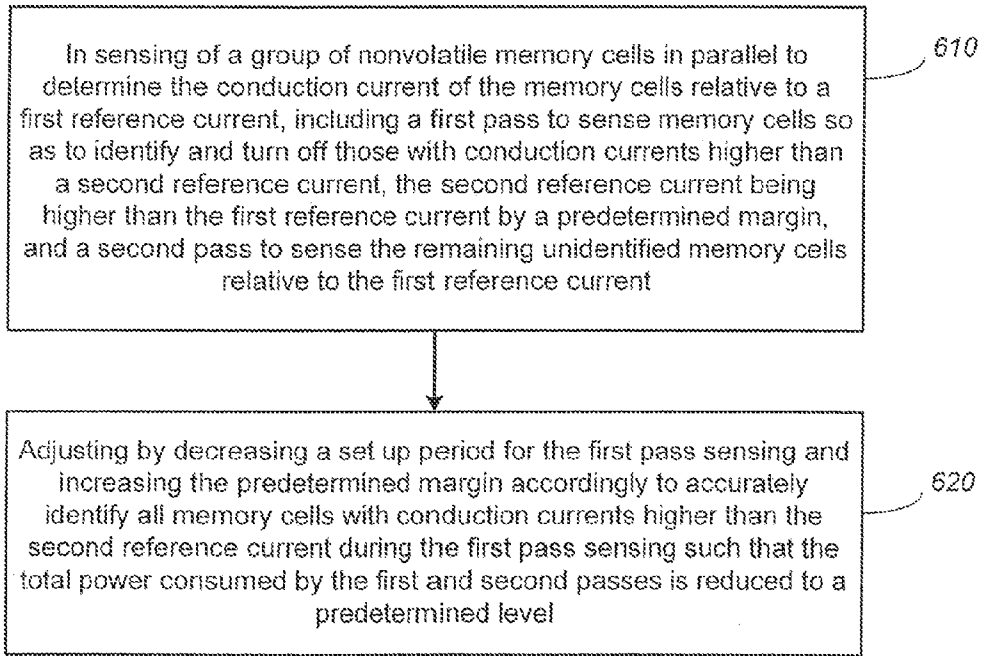 In sensing of a group of nonvolatile memory cells in parallel to
determine the conduction current of the memory cells relative to a
first reference current, including a first pass to sense memory cells so
as to identify and turn off those with conduction currents higher than
a second reference current, the second reference current being
higher than the first reference current by a predetermined margin,
and a second pass to sense the remaining unidentified memory cells
relative to the first reference current
610
Adjusting by decreasing a set up period for the first pass sensing and
increasing the predetermined margin accordingly to accurately
identify all memory cells with conduction currents higher than the
second reference current during the first pass sensing such that the
total power consumed by the first and second passes is reduced to a
predetermined level
620